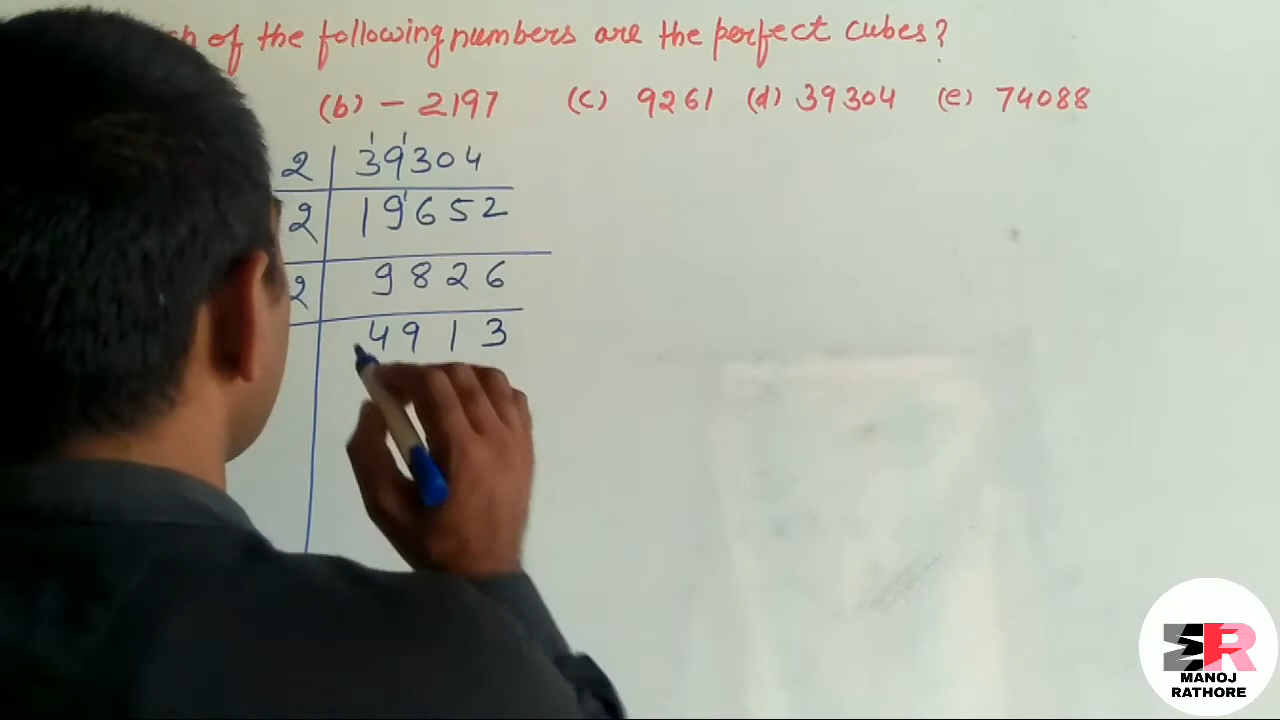 of the following numbers are the perfect cubes?
(b) - 2197 (c) 9261 (d) 39304 (e) 74088
2 39304
2 19652
2 9826
4913
MANOJ
RATHORE